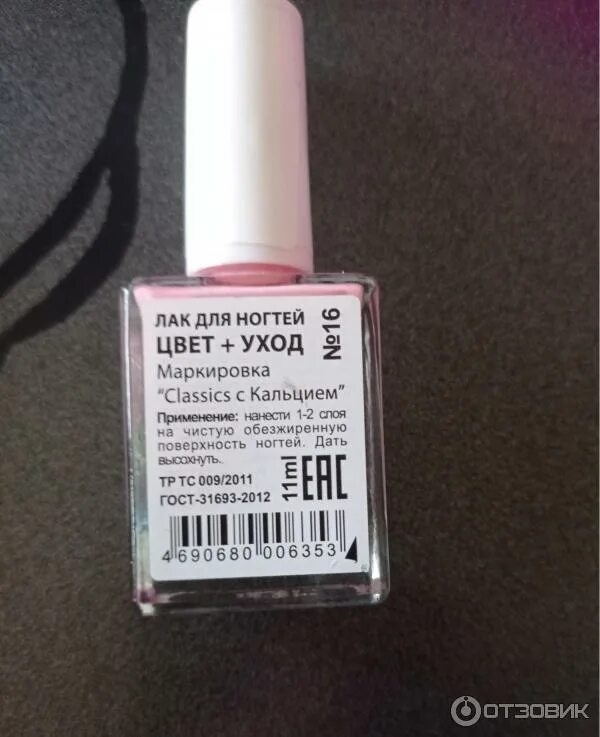 ЛАК ДЛЯ НОГТЕЙ
ЦВЕТ + УХОД
№16
Маркировка
“Classics с Кальцием”
Применение: нанести 1-2 слоя
на чистую обезжиренную
поверхность ногтей. Дать
высохнуть.
ТР ТС 009/2011
ГОСТ-31693-2012
11ml
EAC
4 690680 006353
ОТЗОВИК